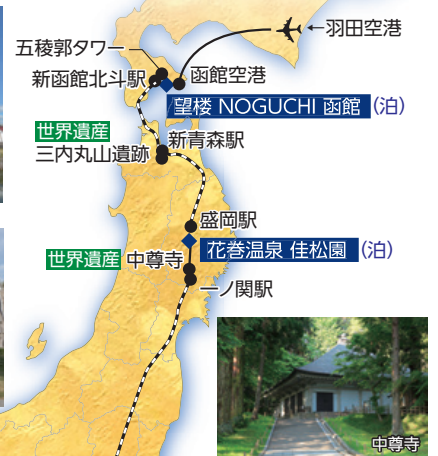 ←羽田空港
五稜郭タワー
新函館北斗駅
函館空港
望楼 NOGUCHI 函館 (泊)
世界遺産
三内丸山遺跡
新青森駅
盛岡駅
花巻温泉 佳松園 (泊)
世界遺産 中尊寺
一ノ関駅
中尊寺